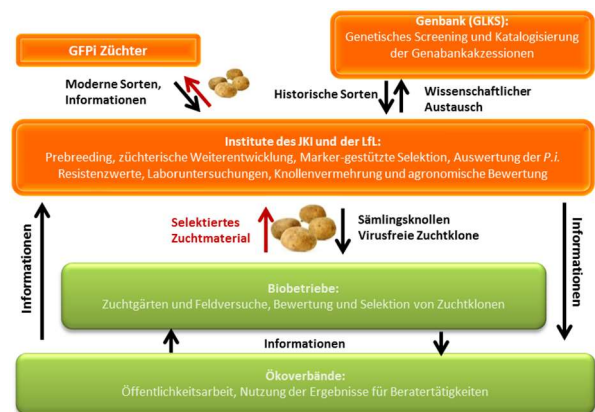 GFPi Züchter
Genbank (GLKS):
Genetisches Screening und Katalogisierung
der Genabankakzessionen
Moderne Sorten,
Informationen
Historische Sorten
Wissenschaftlicher
Austausch
Institute des JKI und der LfL:
Prebreeding, züchterische Weiterentwicklung, Marker-gestützte Selektion, Auswertung der P.i.
Resistenzwerte, Laboruntersuchungen, Knollenvermehrung und agronomische Bewertung
Informationen
Selektiertes
Zuchtmaterial
Sämlingsknollen
Virusfreie Zuchtklone
Informationen
Biobetriebe:
Zuchtgärten und Feldversuche, Bewertung und Selektion von Zuchtklonen
Informationen
Ökoverbände:
Öffentlichkeitsarbeit, Nutzung der Ergebnisse für Beratertätigkeiten